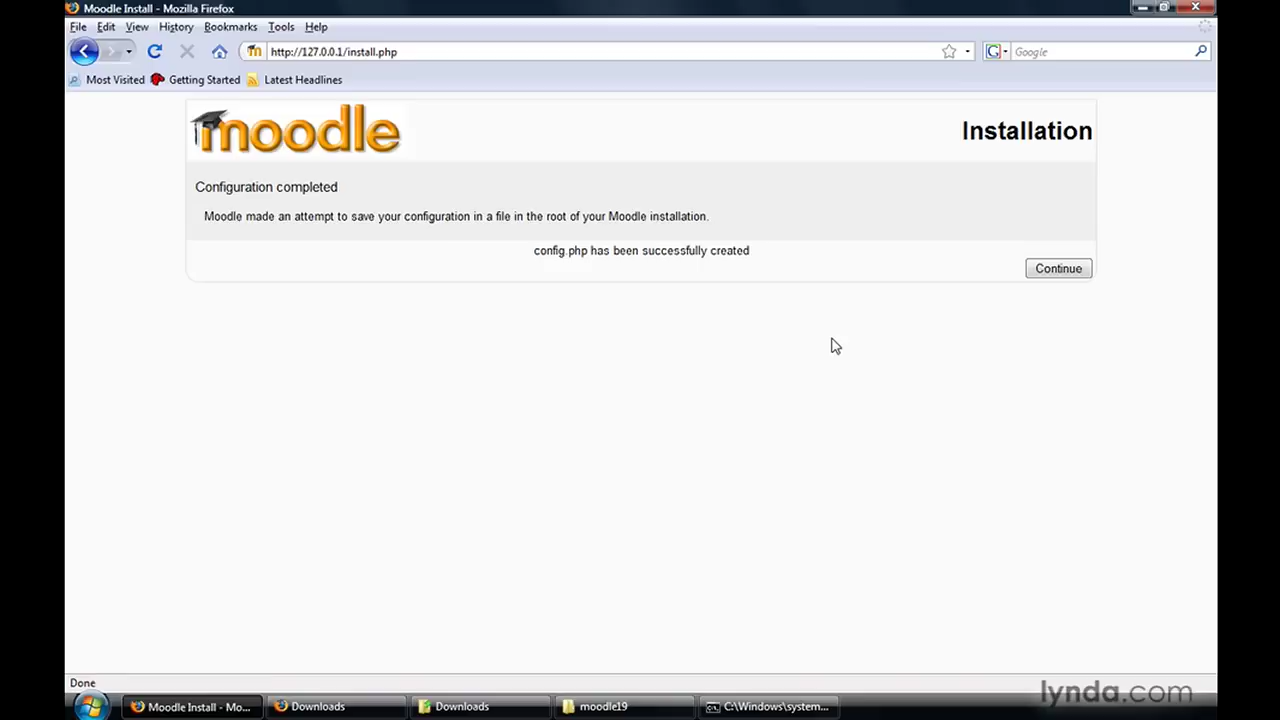 Moodle Install - Mozilla Firefox
File Edit View History Bookmarks Tools Help
http://127.0.0.1/install.php
G Google
Most Visited Getting Started Latest Headlines
moodle
Installation
Configuration completed
Moodle made an attempt to save your configuration in a file in the root of your Moodle installation.
config.php has been successfully created
Continue
Done
Moodle Install - Mo... Downloads Downloads moodle19 C:\Windows\system...
lynda.com